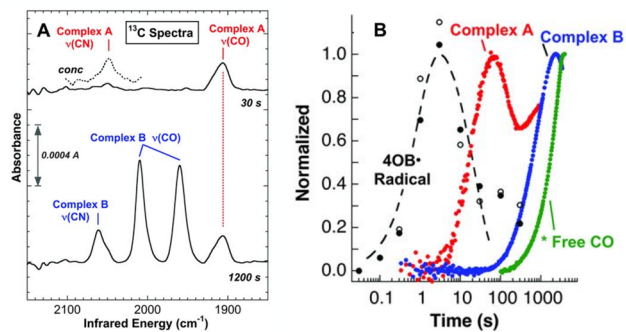 A
Complex A
ν(CN)
¹³C Spectra
Complex A
ν(CO)
conc
30 s
Absorbance
0.0004 A
Complex B ν(CO)
Complex B
ν(CN)
1200 s
2100
2000
1900
Infrared Energy (cm⁻¹)
B
Complex A
Complex B
Normalized
1.0
0.8
0.6
0.4
0.2
0.0
4OB•
Radical
* Free CO
0.1
1
10
100
1000
Time (s)